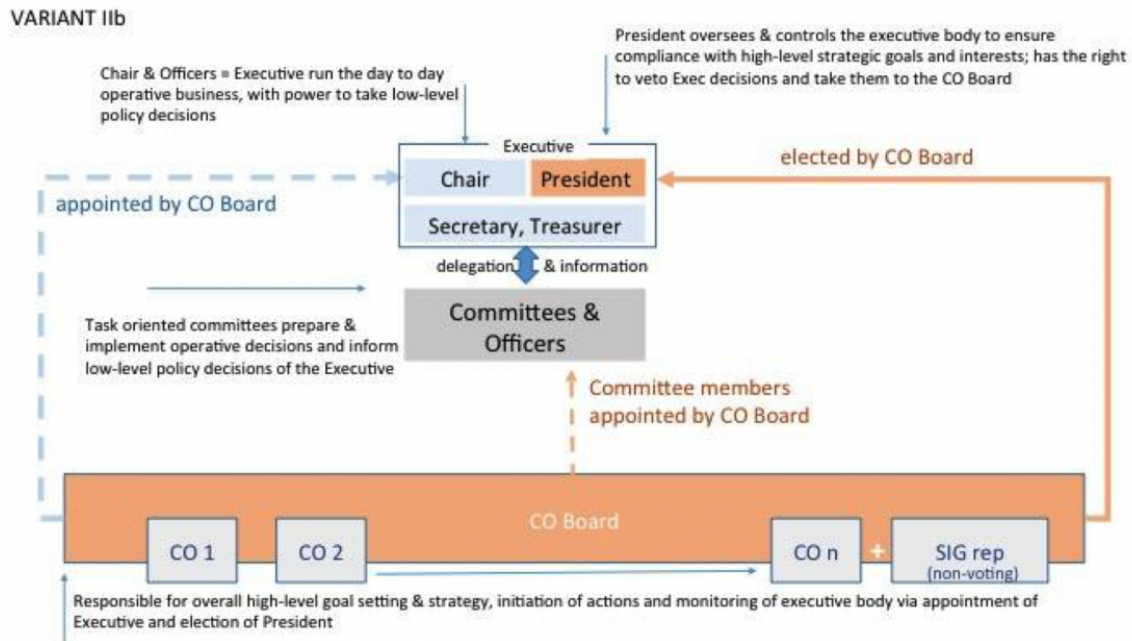 VARIANT IIb
President oversees & controls the executive body to ensure
compliance with high-level strategic goals and interests; has the right
to veto Exec decisions and take them to the CO Board
Chair & Officers = Executive run the day to day
operative business, with power to take low-level
policy decisions
Executive
Chair
President
Secretary, Treasurer
elected by CO Board
appointed by CO Board
delegation & information
Committees &
Officers
Task oriented committees prepare &
implement operative decisions and inform
low-level policy decisions of the Executive
Committee members
appointed by CO Board
CO Board
CO 1
CO 2
CO n
+
SIG rep
(non-voting)
Responsible for overall high-level goal setting & strategy, initiation of actions and monitoring of executive body via appointment of
Executive and election of President